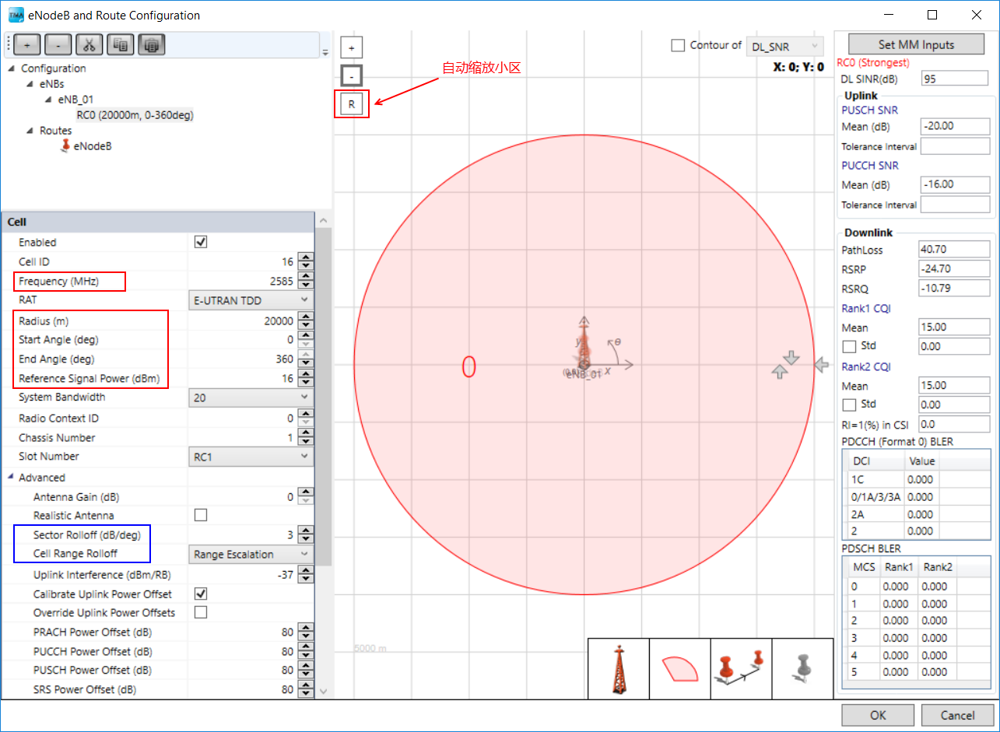 TMA eNodeB and Route Configuration
+ -
Configuration
eNBs
eNB_01
RC0 (20000m, 0-360deg)
Routes
eNodeB
Cell
Enabled
Cell ID 16
Frequency (MHz) 2585
RAT E-UTRAN TDD
Radius (m) 20000
Start Angle (deg) 0
End Angle (deg) 360
Reference Signal Power (dBm) 16
System Bandwidth 20
Radio Context ID 0
Chassis Number 1
Slot Number RC1
Advanced
Antenna Gain (dB) 0
Realistic Antenna
Sector Rolloff (dB/deg) 3
Cell Range Rolloff Range Escalation
Uplink Interference (dBm/RB) -37
Calibrate Uplink Power Offset
Override Uplink Power Offsets
PRACH Power Offset (dB) 80
PUCCH Power Offset (dB) 80
PUSCH Power Offset (dB) 80
SRS Power Offset (dB) 80
+
-
R
自动缩放小区
Contour of DL_SNR
X: 0; Y: 0
0
y
θ
x
eNB_01
5000 m
Set MM Inputs
RC0 (Strongest)
DL SINR(dB) 95
Uplink
PUSCH SNR
Mean (dB) -20.00
Tolerance Interval
PUCCH SNR
Mean (dB) -16.00
Tolerance Interval
Downlink
PathLoss 40.70
RSRP -24.70
RSRQ -10.79
Rank1 CQI
Mean 15.00
Std 0.00
Rank2 CQI
Mean 15.00
Std 0.00
RI=1(%) in CSI 0.0
PDCCH (Format 0) BLER
DCI Value
1C 0.000
0/1A/3/3A 0.000
2A 0.000
2 0.000
PDSCH BLER
MCS Rank1 Rank2
0 0.000 0.000
1 0.000 0.000
2 0.000 0.000
3 0.000 0.000
4 0.000 0.000
5 0.000 0.000
OK Cancel